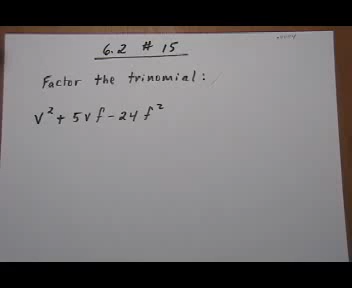 6.2 # 15
Factor the trinomial:
v² + 5vf - 24f²